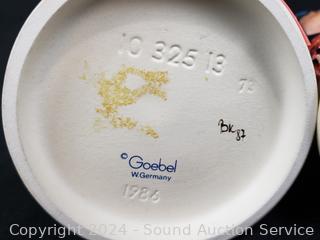 10 325 13
73
BK 87
© Goebel
W.Germany
1986
Copyright 2024 - Sound Auction Service